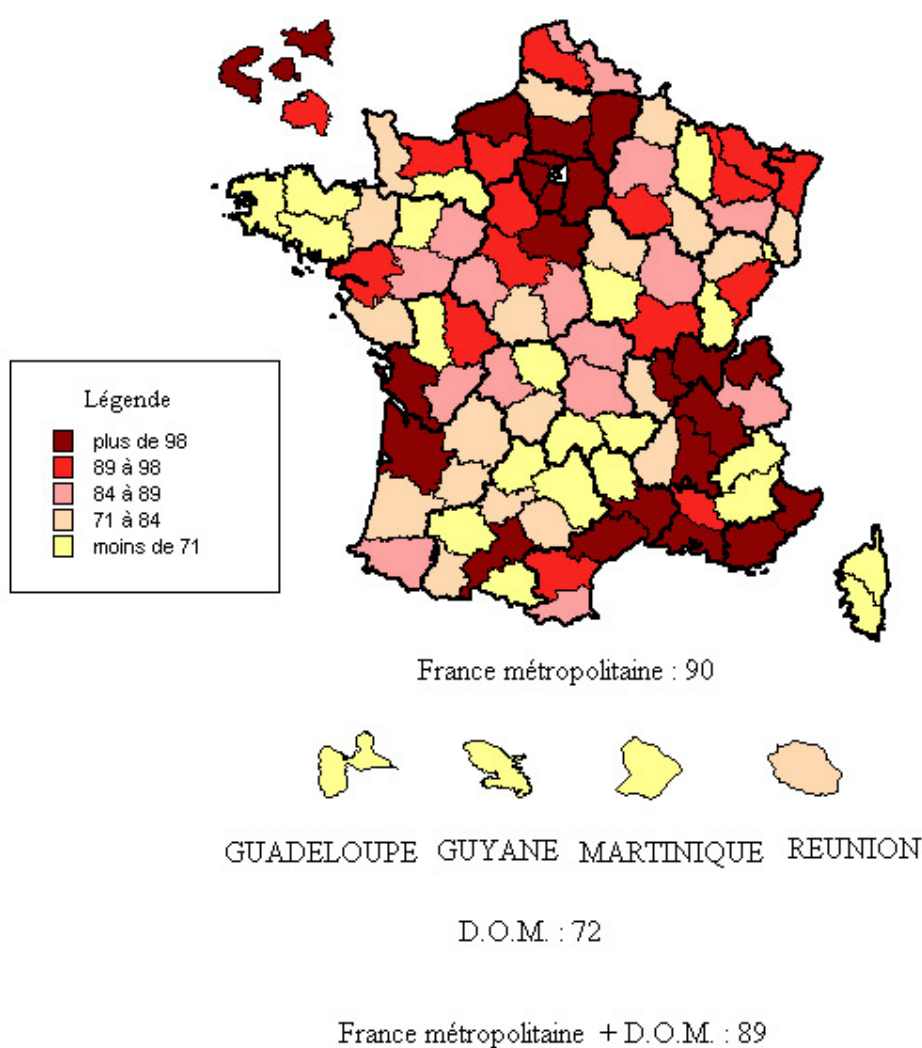 Légende
plus de 98
89 à 98
84 à 89
71 à 84
moins de 71
France métropolitaine : 90
GUADELOUPE GUYANE MARTINIQUE REUNION
D.O.M. : 72
France métropolitaine + D.O.M. : 89